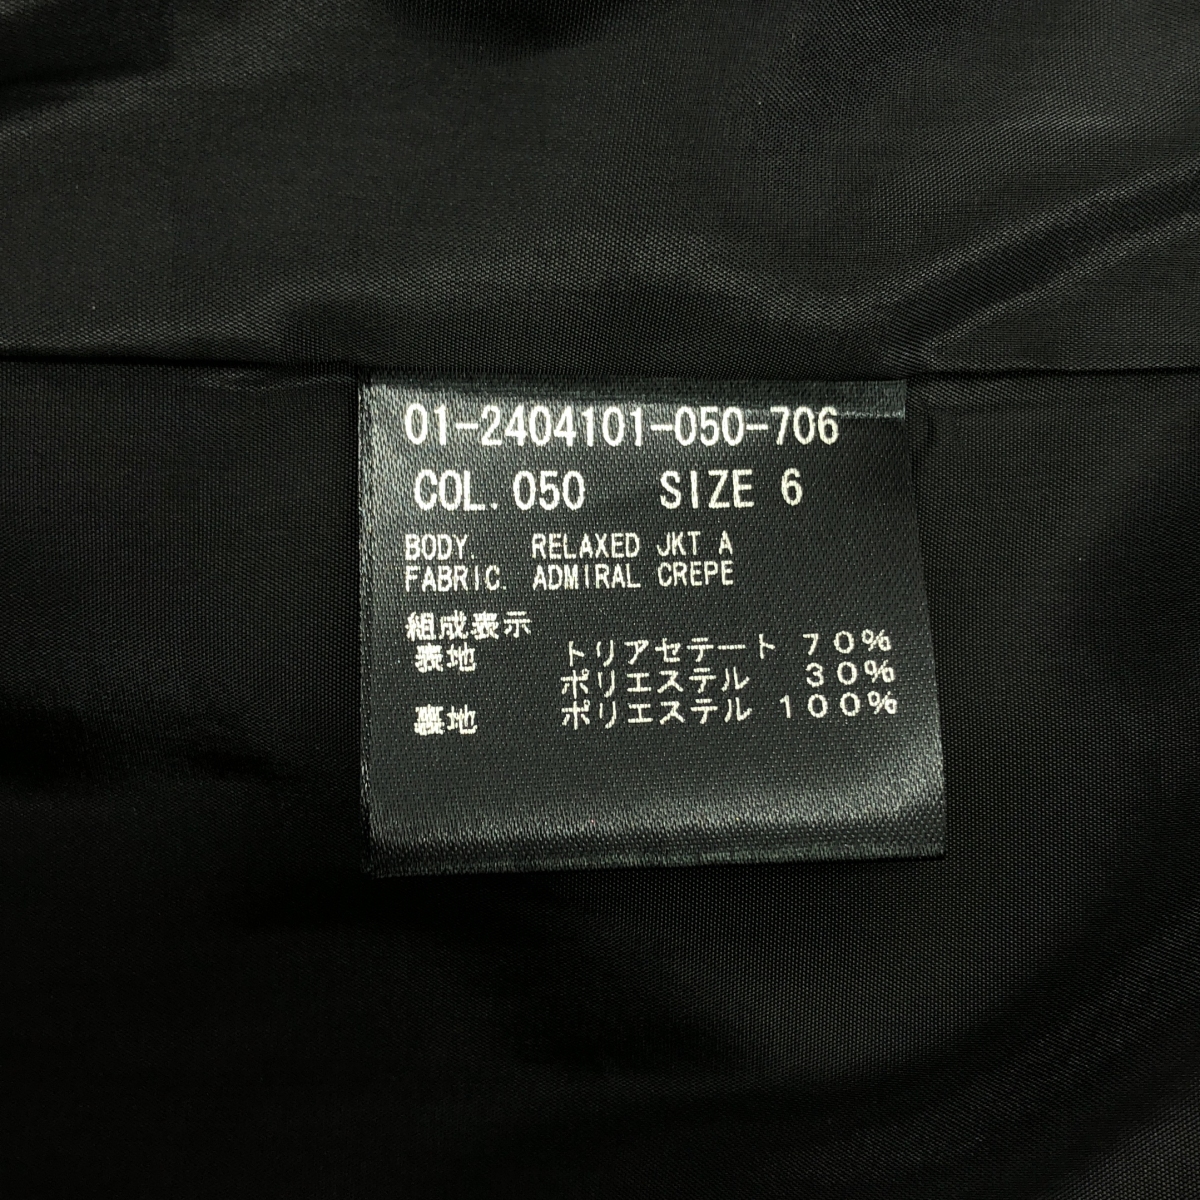 01-2404101-050-706
COL. 050 SIZE 6
BODY. RELAXED JKT A
FABRIC. ADMIRAL CREPE
組成表示
表地 トリアセテート 70%
ポリエステル 30%
裏地 ポリエステル 100%